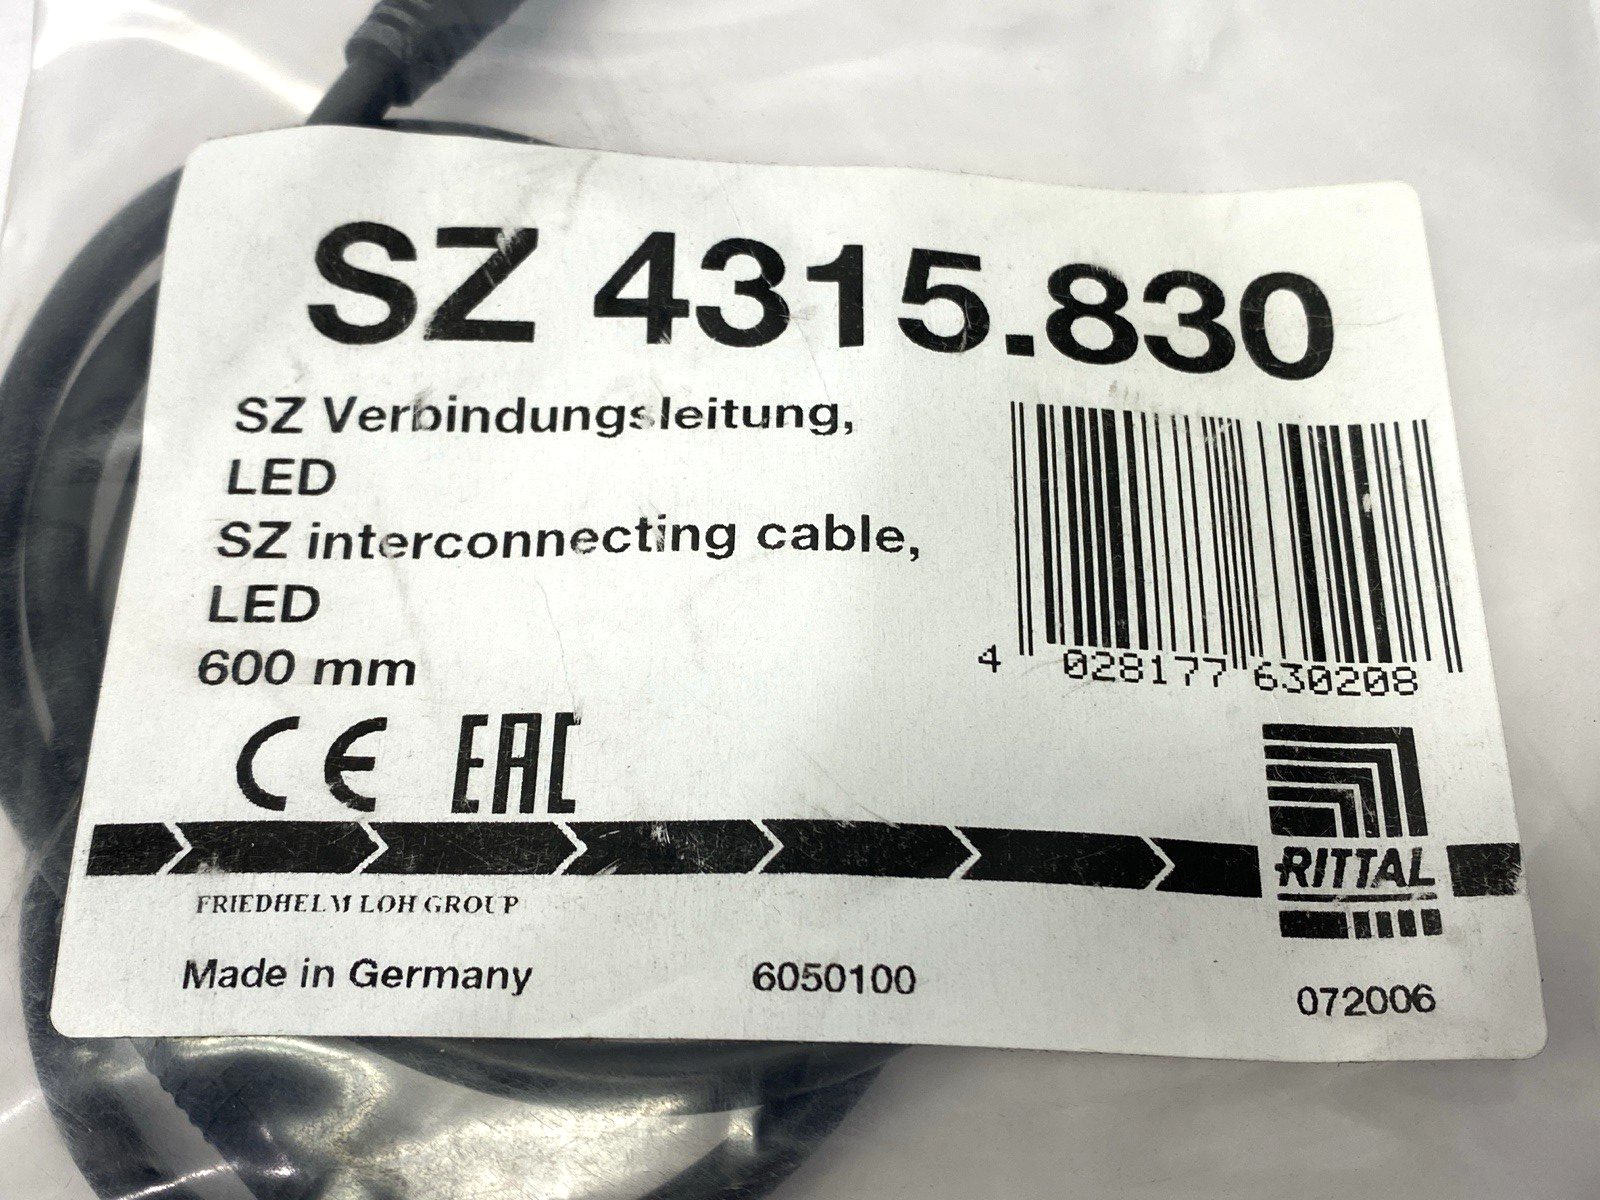 SZ 4315.830
SZ Verbindungsleitung,
LED
SZ interconnecting cable,
LED
600 mm
4 028177 630208
CE EAC
RITTAL
FRIEDHELM LOH GROUP
Made in Germany 6050100 072006